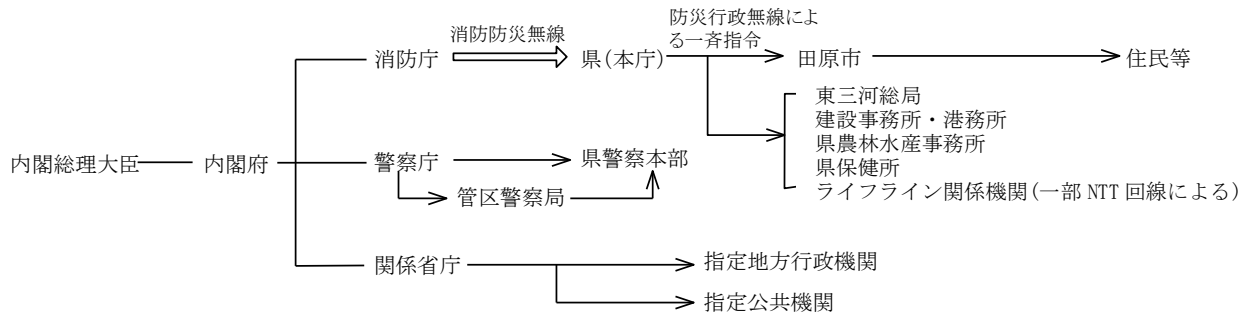 防災行政無線によ
る一斉指令
消防防災無線
消防庁
県(本庁)
田原市
住民等
東三河総局
建設事務所・港務所
県農林水産事務所
県保健所
ライフライン関係機関(一部 NTT 回線による)
内閣総理大臣
内閣府
警察庁
県警察本部
管区警察局
関係省庁
指定地方行政機関
指定公共機関